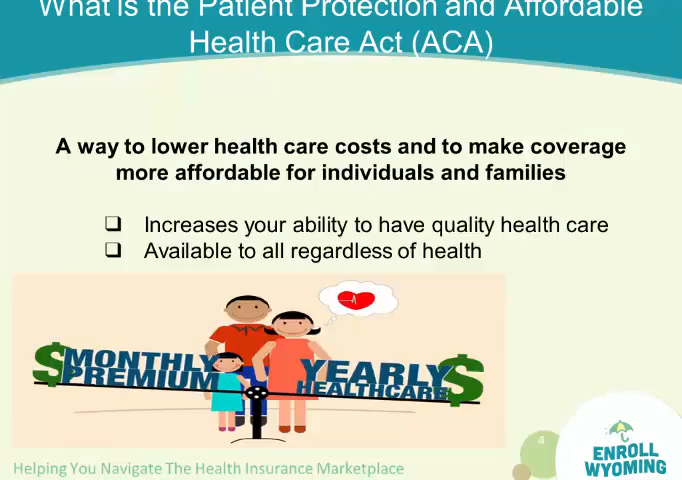 What is the Patient Protection and Affordable
Health Care Act (ACA)
A way to lower health care costs and to make coverage
more affordable for individuals and families
❑ Increases your ability to have quality health care
❑ Available to all regardless of health
$MONTHLY
PREMIUM
YEARLY$
HEALTHCARE
4
Helping You Navigate The Health Insurance Marketplace
ENROLL
WYOMING